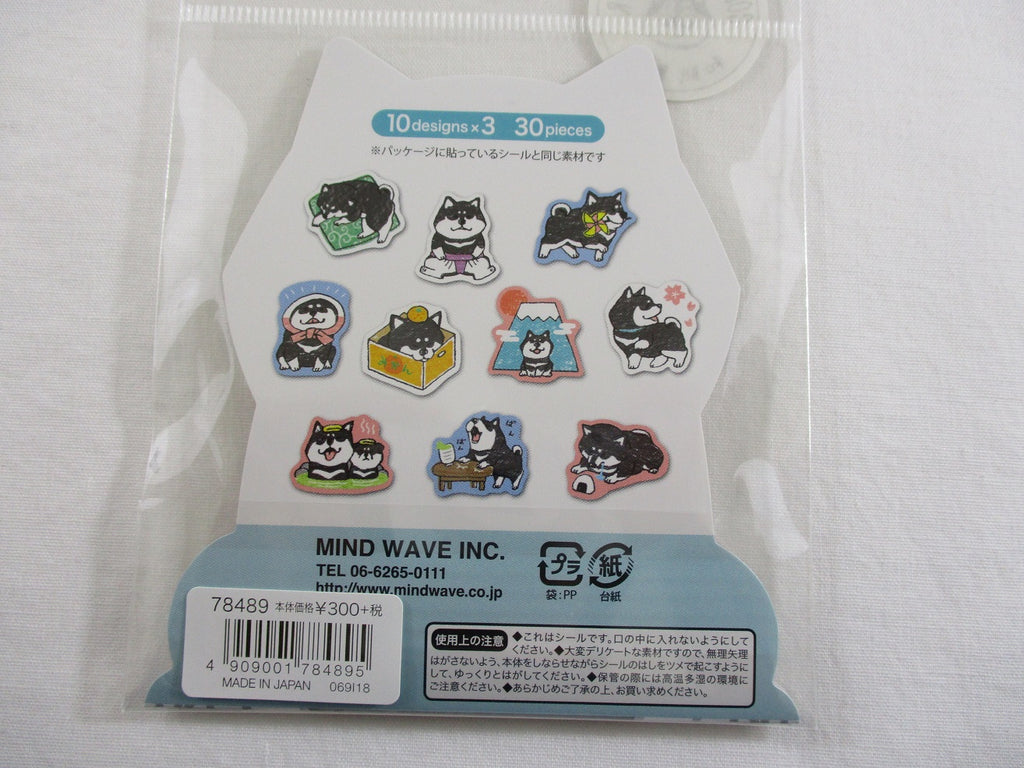 10designs×3 30pieces
※パッケージに貼っているシールと同じ素材です
みかん
ばん
ばん
MIND WAVE INC.
TEL 06-6265-0111
http://www.mindwave.co.jp
プラ
袋:PP
紙
台紙
78489 本体価格¥300+税
4 909001 784895
MADE IN JAPAN 069I18
使用上の注意 ◆これはシールです。口の中に入れないようにして
ください。◆大変デリケートな素材ですので、無理矢理
はがさないよう、本体をしならせながらシールのはしをツメで起こすように
して、ゆっくりとはがしてください。◆保管の際には高温多湿の環境に
ご注意ください。◆あらかじめご了承の上、お買い求めください。